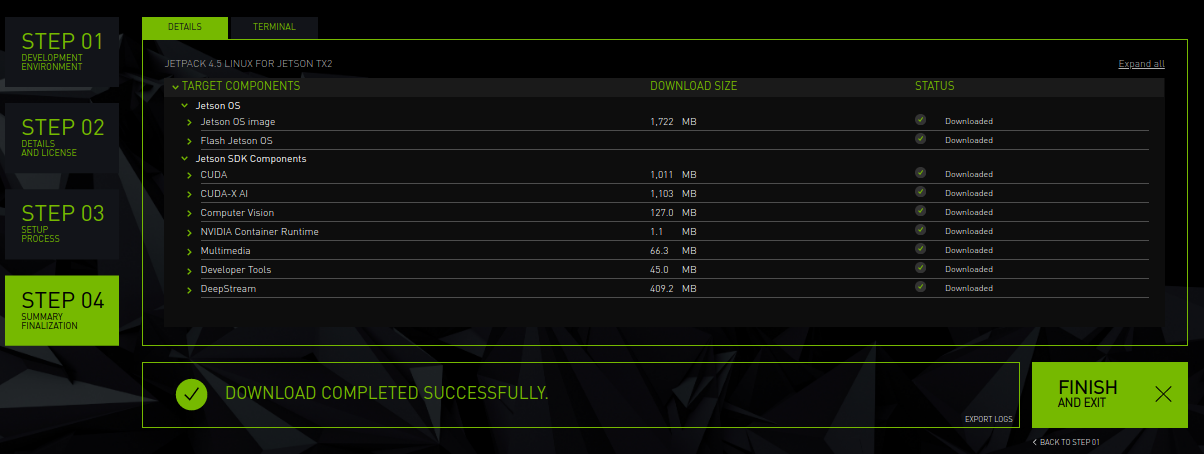 STEP 01
DEVELOPMENT
ENVIRONMENT
STEP 02
DETAILS
AND LICENSE
STEP 03
SETUP
PROCESS
STEP 04
SUMMARY
FINALIZATION
DETAILS TERMINAL
JETPACK 4.5 LINUX FOR JETSON TX2 Expand all
TARGET COMPONENTS DOWNLOAD SIZE STATUS
Jetson OS
Jetson OS image 1,722 MB Downloaded
Flash Jetson OS Downloaded
Jetson SDK Components
CUDA 1,011 MB Downloaded
CUDA-X AI 1,103 MB Downloaded
Computer Vision 127.0 MB Downloaded
NVIDIA Container Runtime 1.1 MB Downloaded
Multimedia 66.3 MB Downloaded
Developer Tools 45.0 MB Downloaded
DeepStream 409.2 MB Downloaded
DOWNLOAD COMPLETED SUCCESSFULLY.
EXPORT LOGS
FINISH
AND EXIT
BACK TO STEP 01